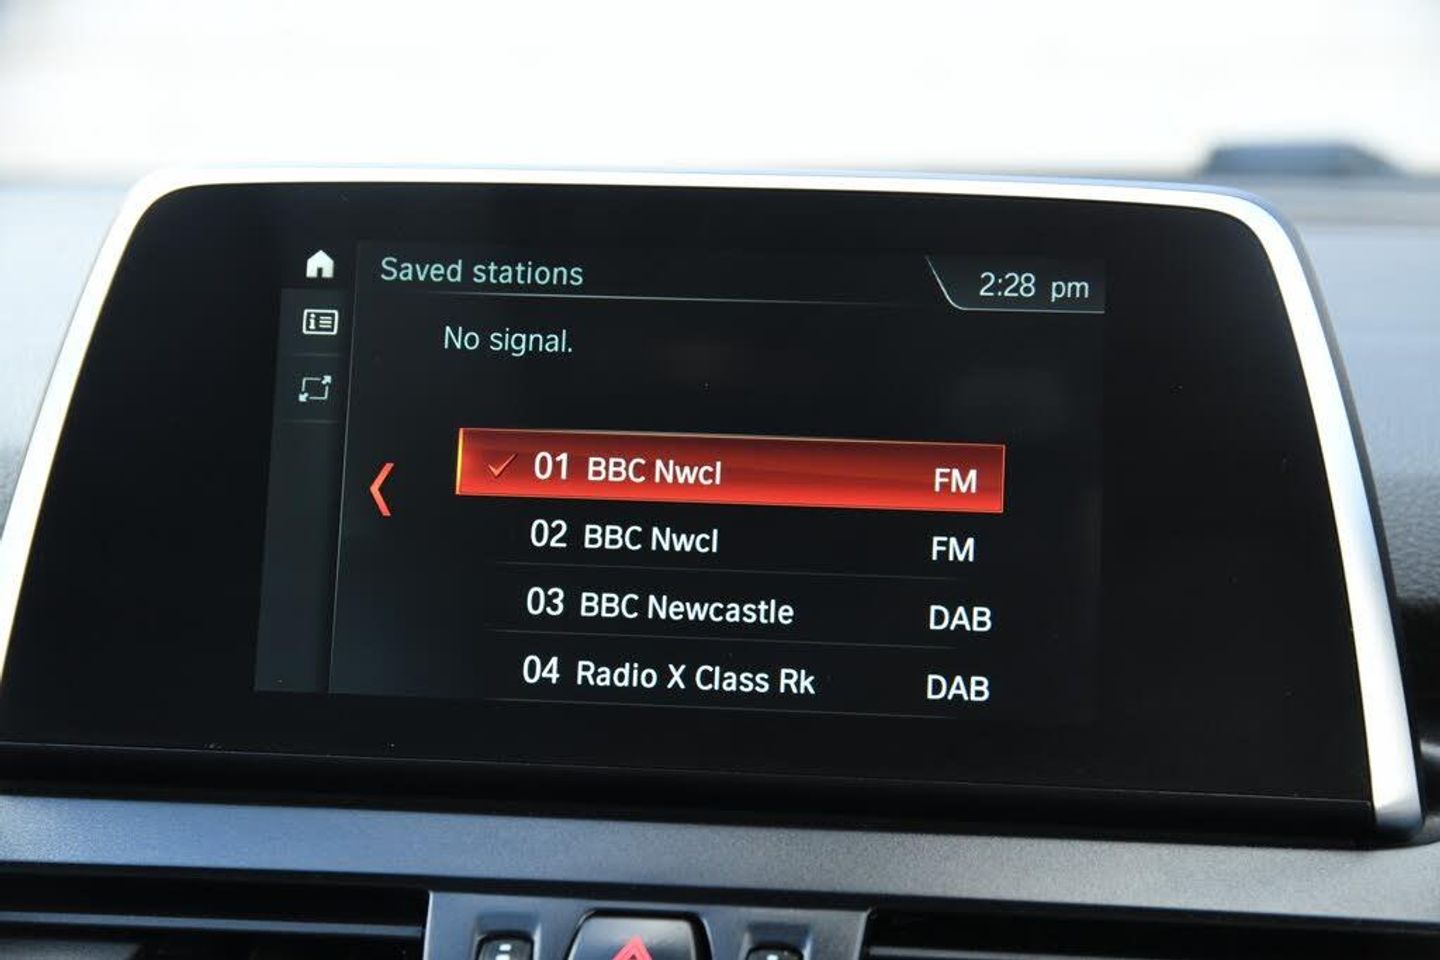 Saved stations
2:28 pm
No signal.
01 BBC Nwcl FM
02 BBC Nwcl FM
03 BBC Newcastle DAB
04 Radio X Class Rk DAB